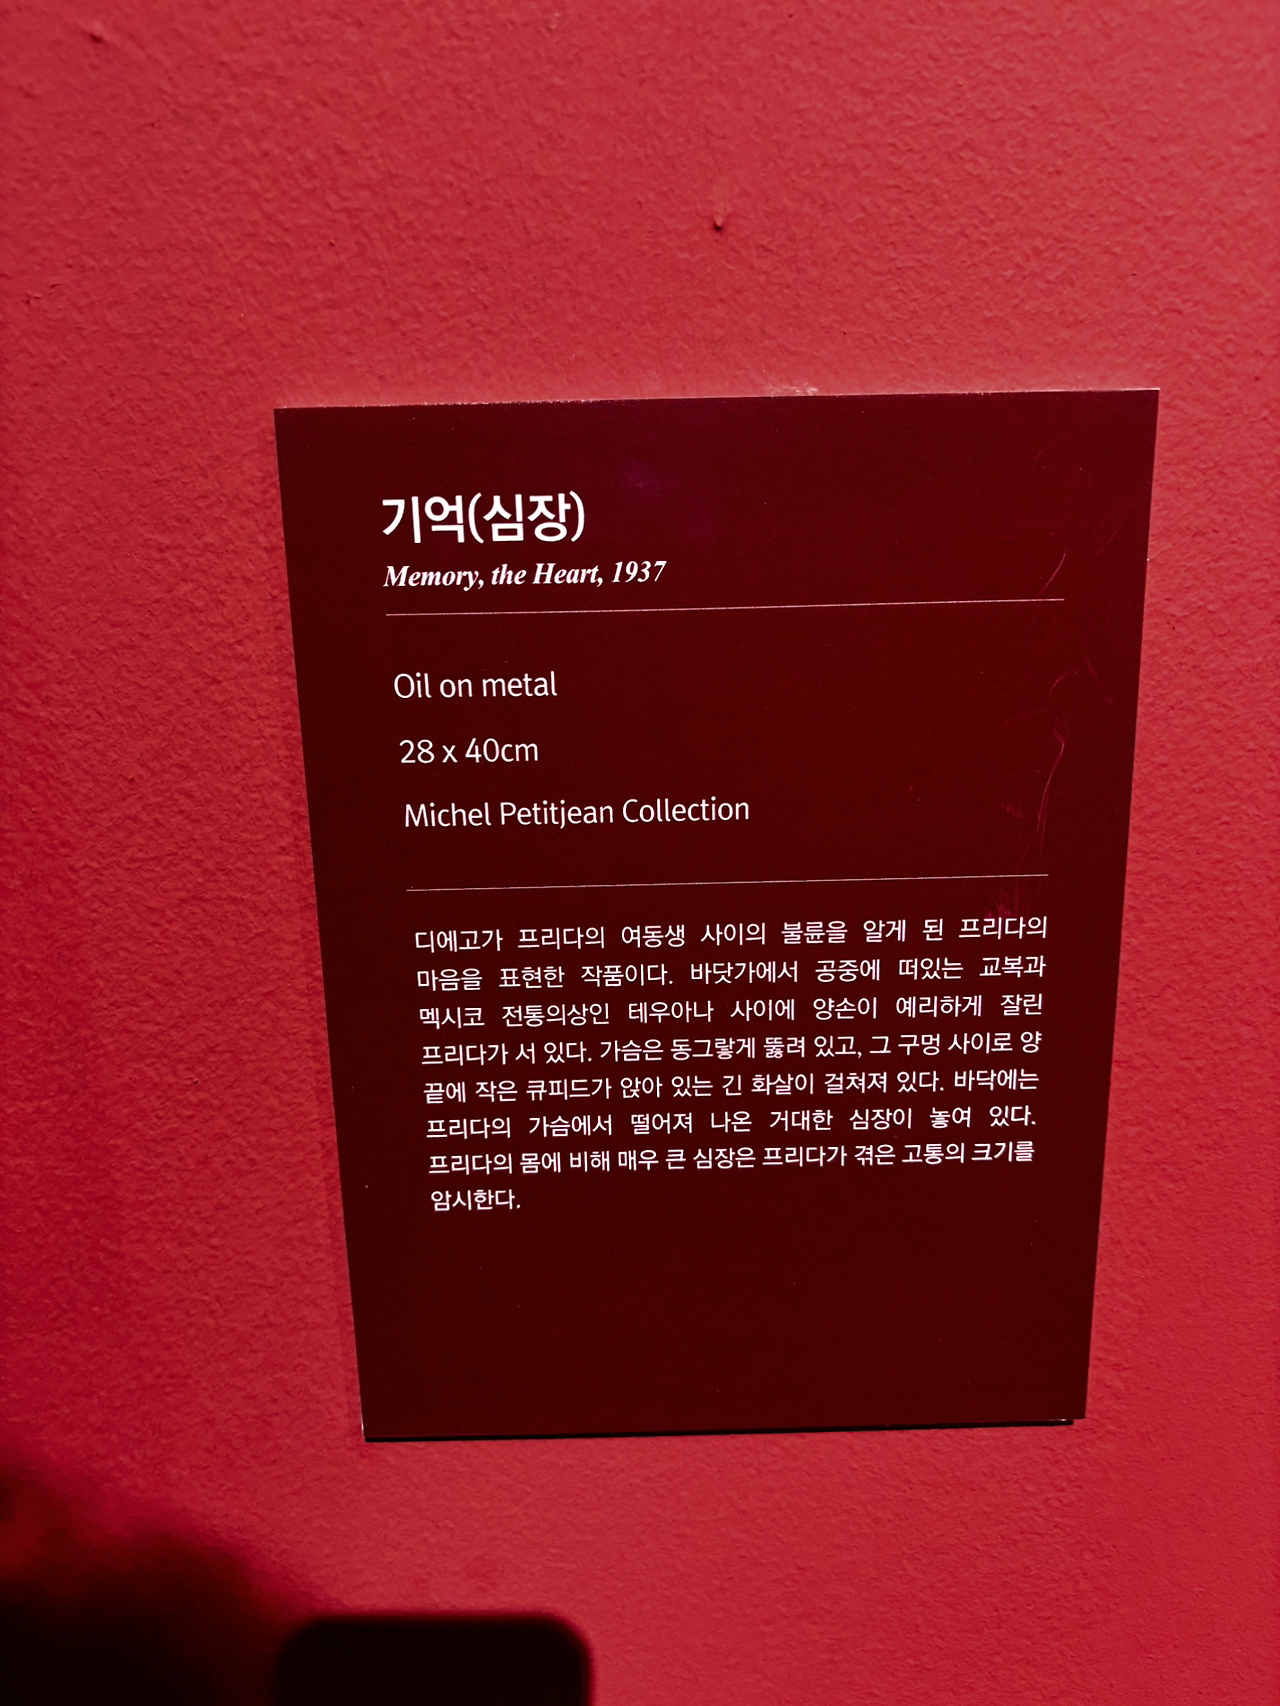 기억(심장)
Memory, the Heart, 1937
Oil on metal
28 x 40cm
Michel Petitjean Collection
디에고가 프리다의 여동생 사이의 불륜을 알게 된 프리다의
마음을 표현한 작품이다. 바닷가에서 공중에 떠있는 교복과
멕시코 전통의상인 테우아나 사이에 양손이 예리하게 잘린
프리다가 서 있다. 가슴은 동그랗게 뚫려 있고, 그 구멍 사이로 양
끝에 작은 큐피드가 앉아 있는 긴 화살이 걸쳐져 있다. 바닥에는
프리다의 가슴에서 떨어져 나온 거대한 심장이 놓여 있다.
프리다의 몸에 비해 매우 큰 심장은 프리다가 겪은 고통의 크기를
암시한다.